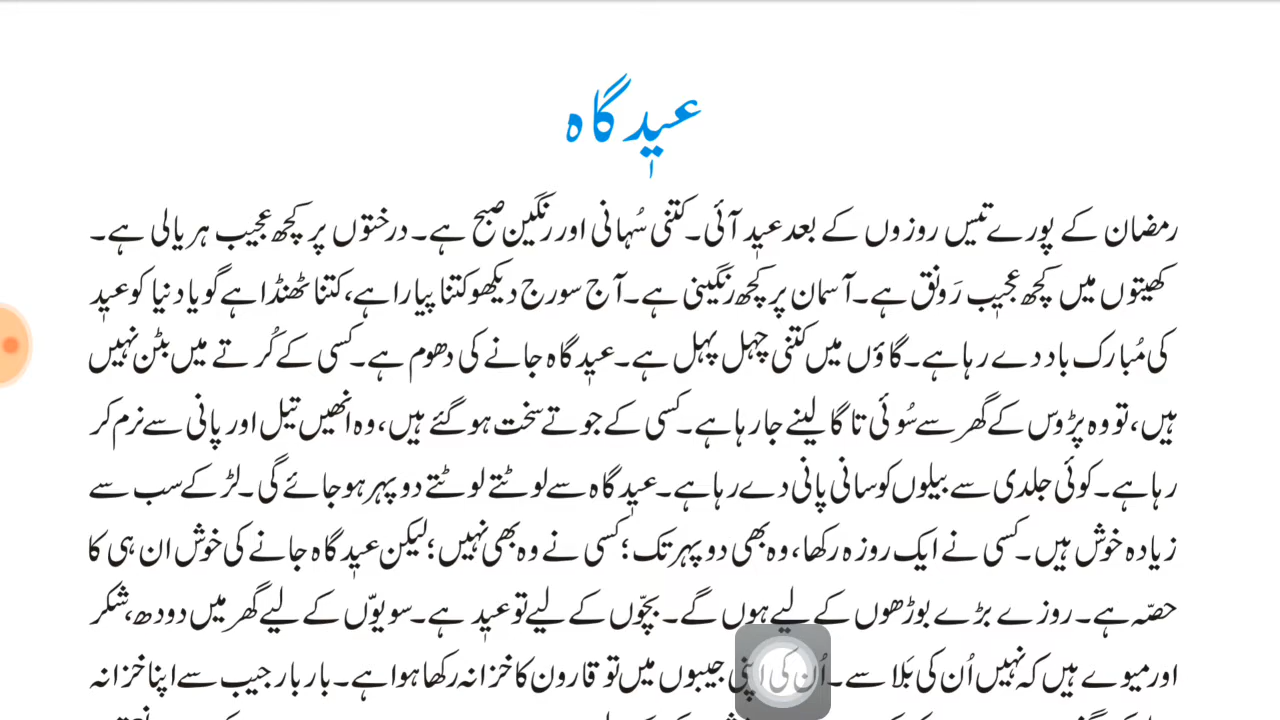 عیدگاہ
رمضان کے پورے تیس روزوں کے بعد عید آئی۔ کتنی سُہانی اور رنگین صبح ہے۔ درختوں پر کچھ عجیب ہریالی ہے۔
کھیتوں میں کچھ عجیب رَونق ہے۔ آسمان پر کچھ رنگینی ہے۔ آج سورج دیکھو کتنا پیارا ہے، کتنا ٹھنڈا ہے گویا دنیا کو عید
کی مُبارک باد دے رہا ہے۔ گاؤں میں کتنی چہل پہل ہے۔ عید گاہ جانے کی دھوم ہے۔ کسی کے کُرتے میں بٹن نہیں
ہیں، تو وہ پڑوس کے گھر سے سُوئی تاگا لینے جا رہا ہے۔ کسی کے جوتے سخت ہو گئے ہیں، وہ انھیں تیل اور پانی سے نرم کر
رہا ہے۔ کوئی جلدی سے بیلوں کو سانی پانی دے رہا ہے۔ عید گاہ سے لوٹتے لوٹتے دوپہر ہو جائے گی۔ لڑکے سب سے
زیادہ خوش ہیں۔ کسی نے ایک روزہ رکھا، وہ بھی دوپہر تک؛ کسی نے وہ بھی نہیں؛ لیکن عید گاہ جانے کی خوش ان ہی کا
حصّہ ہے۔ روزے بڑے بوڑھوں کے لیے ہوں گے۔ بچّوں کے لیے تو عید ہے۔ سویوّں کے لیے گھر میں دودھ، شکر
اور میوے ہیں کہ نہیں اُن کی بَلا سے۔ اُن کی اپنی جیبوں میں تو قارون کا خزانہ رکھا ہوا ہے۔ بار بار جیب سے اپنا خزانہ